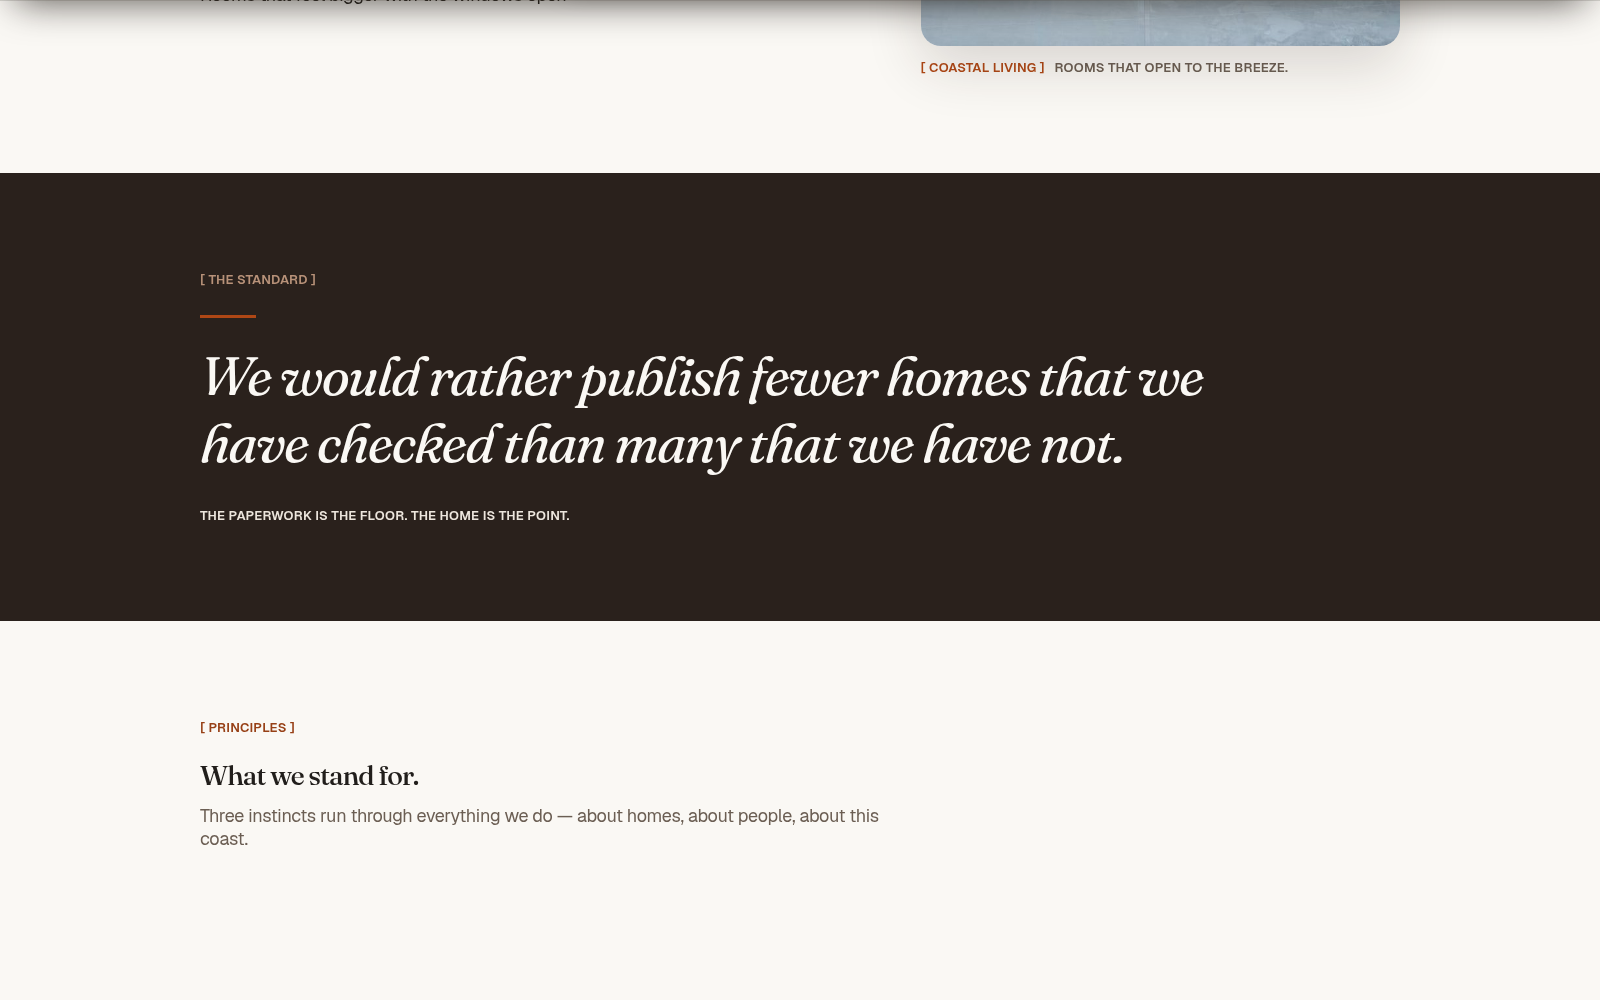 [ COASTAL LIVING ] ROOMS THAT OPEN TO THE BREEZE.
[ THE STANDARD ]
We would rather publish fewer homes that we
have checked than many that we have not.
THE PAPERWORK IS THE FLOOR. THE HOME IS THE POINT.
[ PRINCIPLES ]
What we stand for.
Three instincts run through everything we do — about homes, about people, about this
coast.